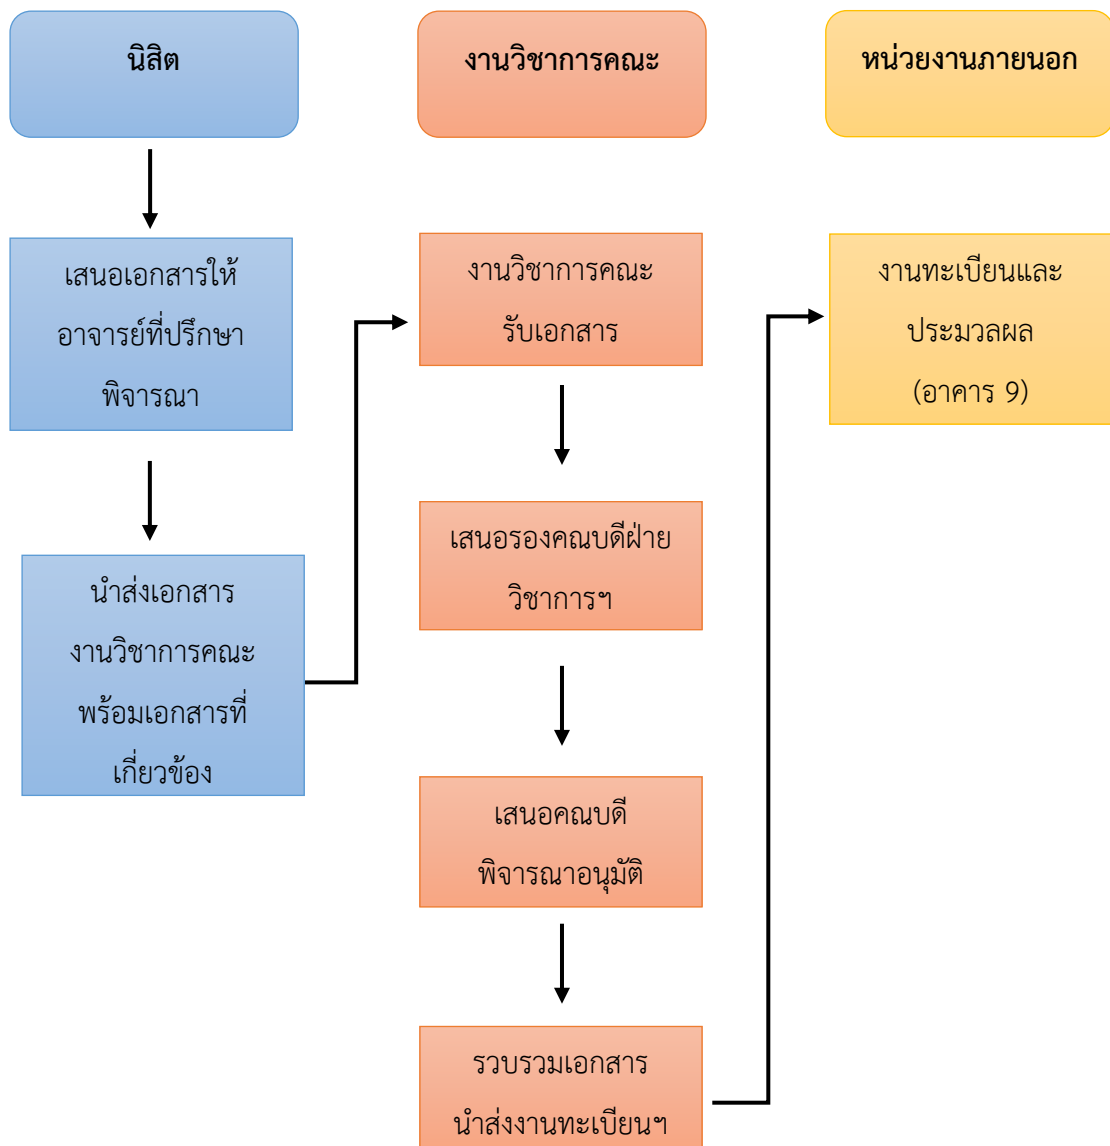 นิสิต
งานวิชาการคณะ
หน่วยงานภายนอก
เสนอเอกสารให้
อาจารย์ที่ปรึกษา
พิจารณา
นำส่งเอกสาร
งานวิชาการคณะ
พร้อมเอกสารที่
เกี่ยวข้อง
งานวิชาการคณะ
รับเอกสาร
เสนอรองคณบดีฝ่าย
วิชาการฯ
เสนอคณบดี
พิจารณาอนุมัติ
รวบรวมเอกสาร
นำส่งงานทะเบียนฯ
งานทะเบียนและ
ประมวลผล
(อาคาร 9)